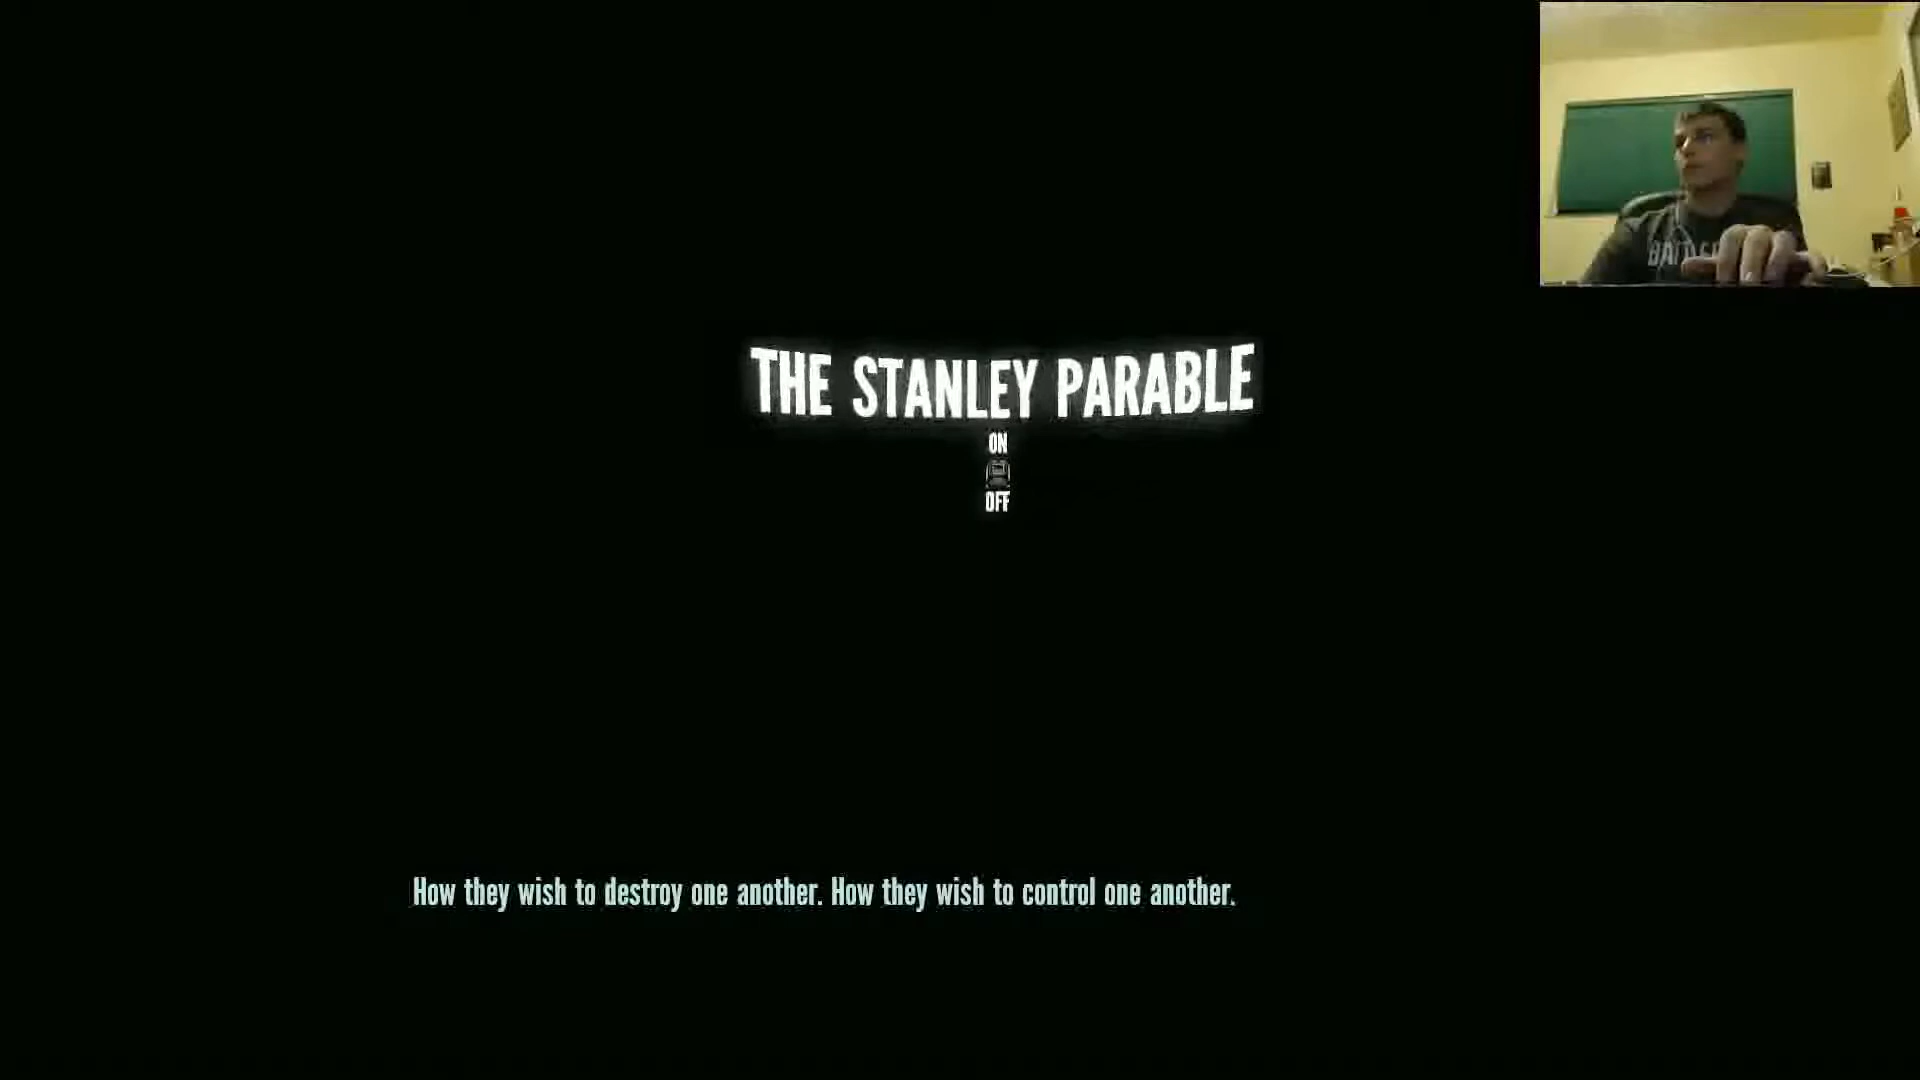 THE STANLEY PARABLE
ON
OFF
How they wish to destroy one another. How they wish to control one another.